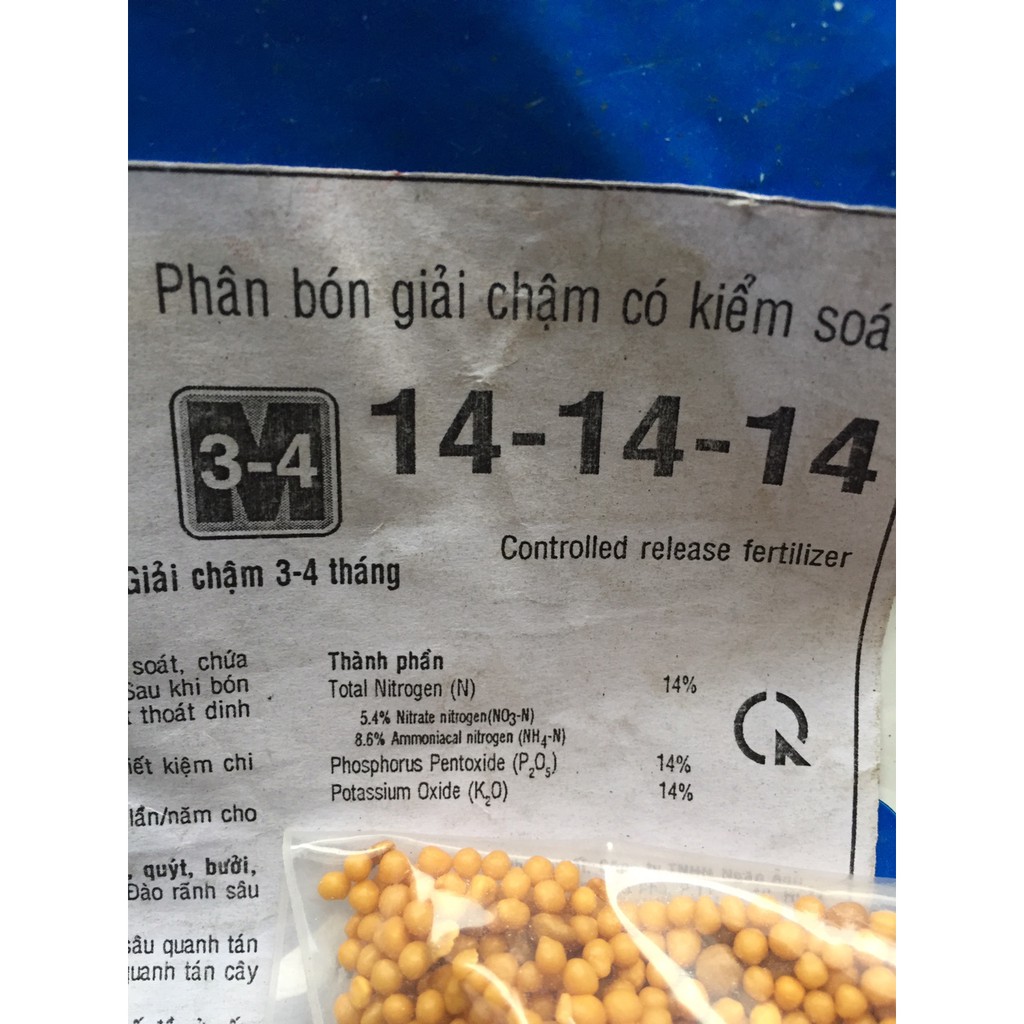 Phân bón giải chậm có kiểm soá
3-4
M
14-14-14
Controlled release fertilizer
Giải chậm 3-4 tháng
soát, chứa
Sau khi bón
thoát dinh
iết kiệm chi
lần/năm cho
, quýt, bưởi,
Đào rãnh sâu
sâu quanh tán
quanh tán cây
Thành phần
Total Nitrogen (N) 14%
5.4% Nitrate nitrogen(NO3-N)
8.6% Ammoniacal nitrogen (NH4-N)
Phosphorus Pentoxide (P2O5) 14%
Potassium Oxide (K2O) 14%